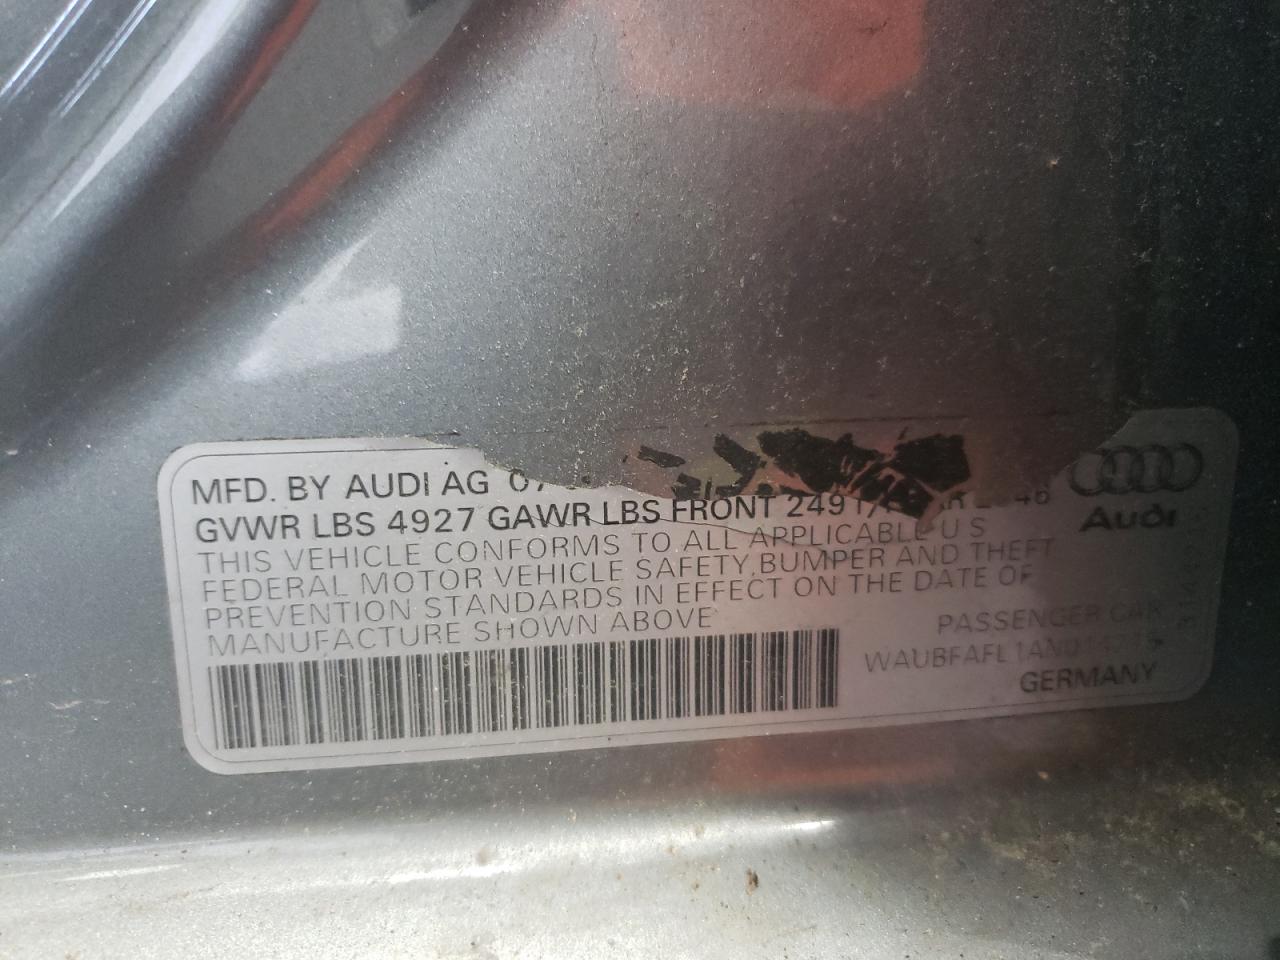 MFD. BY AUDI AG
GVWR LBS 4927 GAWR LBS FRONT
THIS VEHICLE CONFORMS TO ALL APPLICABLE U S
FEDERAL MOTOR VEHICLE SAFETY, BUMPER AND THEFT
PREVENTION STANDARDS IN EFFECT ON THE DATE OF
MANUFACTURE SHOWN ABOVE
Audi
PASSENGER CAR
GERMANY